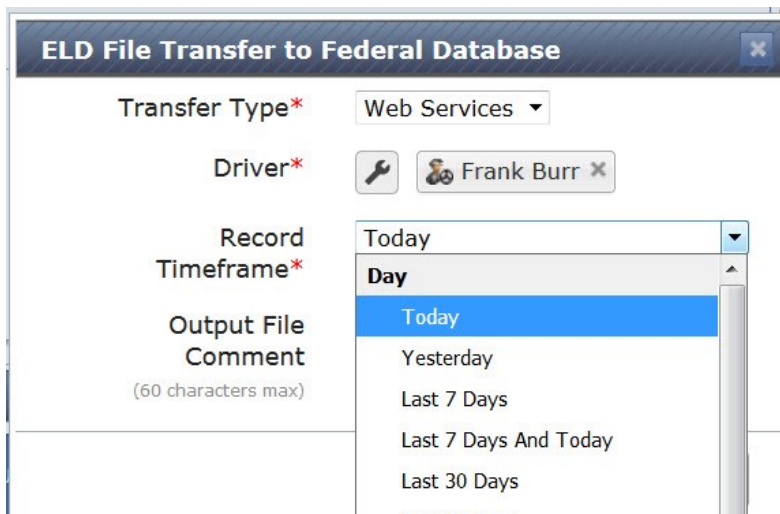 ELD File Transfer to Federal Database
Transfer Type* Web Services
Driver* Frank Burr
Record
Timeframe*
Today
Day
Today
Yesterday
Last 7 Days
Last 7 Days And Today
Last 30 Days
Output File
Comment
(60 characters max)